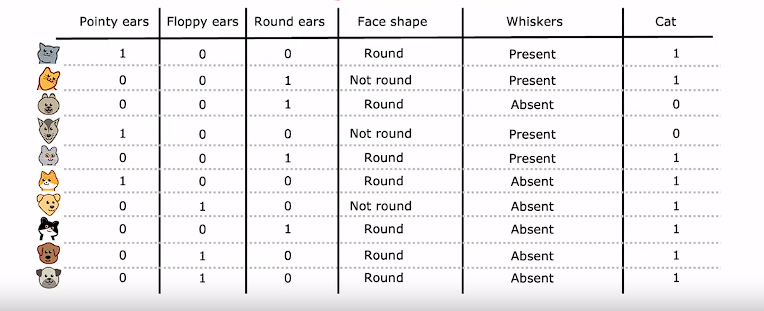 Pointy ears Floppy ears Round ears Face shape Whiskers Cat
1 0 0 Round Present 1
0 0 1 Not round Present 1
0 0 1 Round Absent 0
1 0 0 Not round Present 0
0 0 1 Round Present 1
1 0 0 Round Absent 1
0 1 0 Not round Absent 1
0 0 1 Round Absent 1
0 1 0 Round Absent 1
0 1 0 Round Absent 1